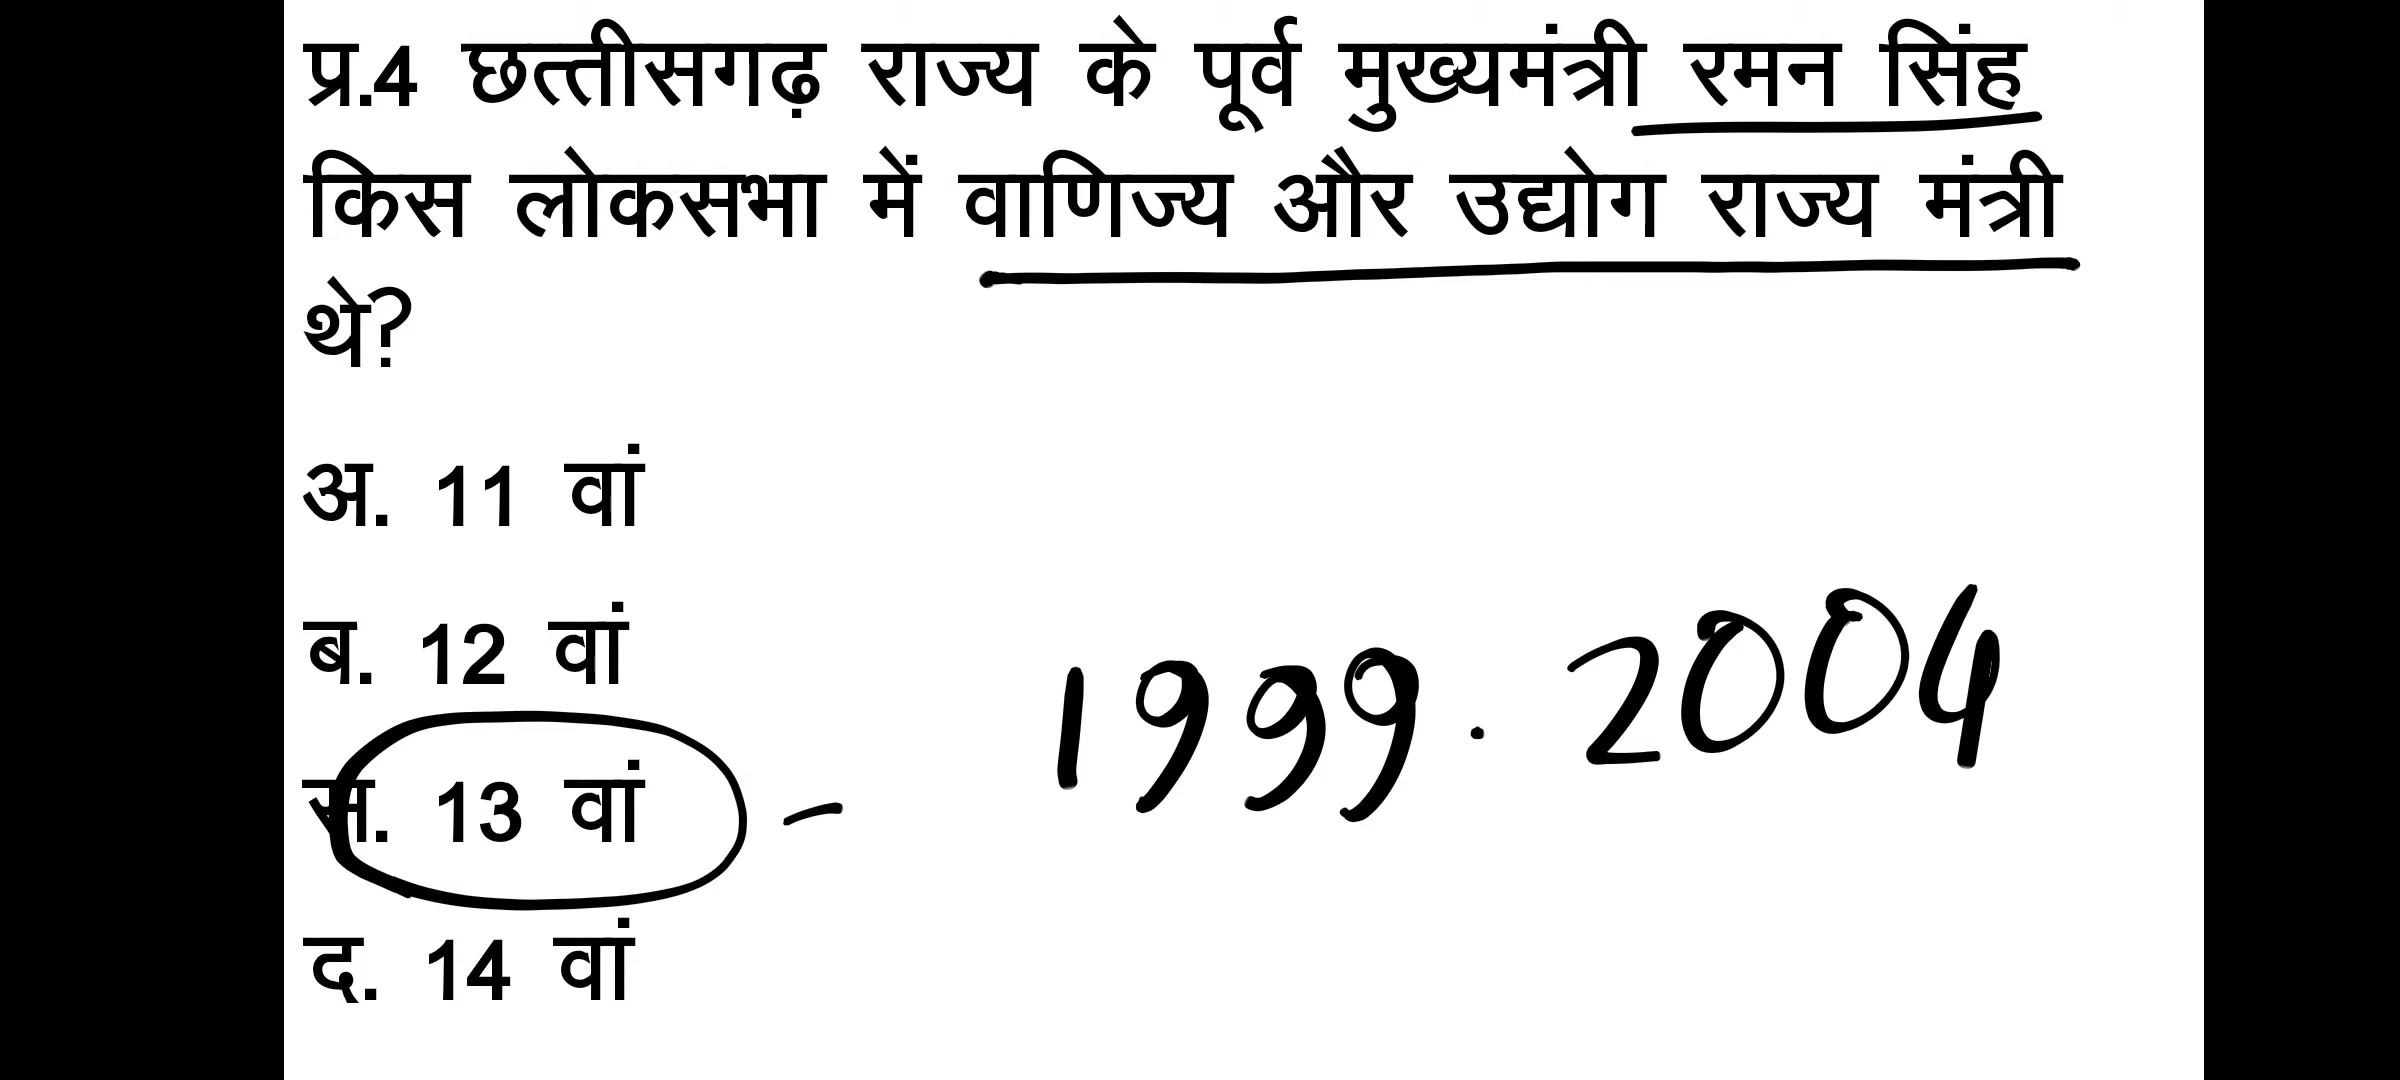 प्र.4 छत्तीसगढ़ राज्य के पूर्व मुख्यमंत्री रमन सिंह
किस लोकसभा में वाणिज्य और उद्योग राज्य मंत्री
थे?
अ. 11 वां
ब. 12 वां
स. 13 वां - 1999 . 2004
द. 14 वां